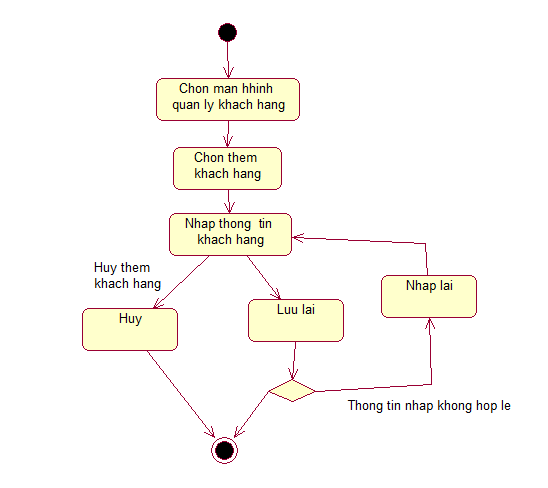 Chon man hhinh
quan ly khach hang
Chon them
khach hang
Nhap thong tin
khach hang
Huy them
khach hang
Huy
Luu lai
Nhap lai
Thong tin nhap khong hop le